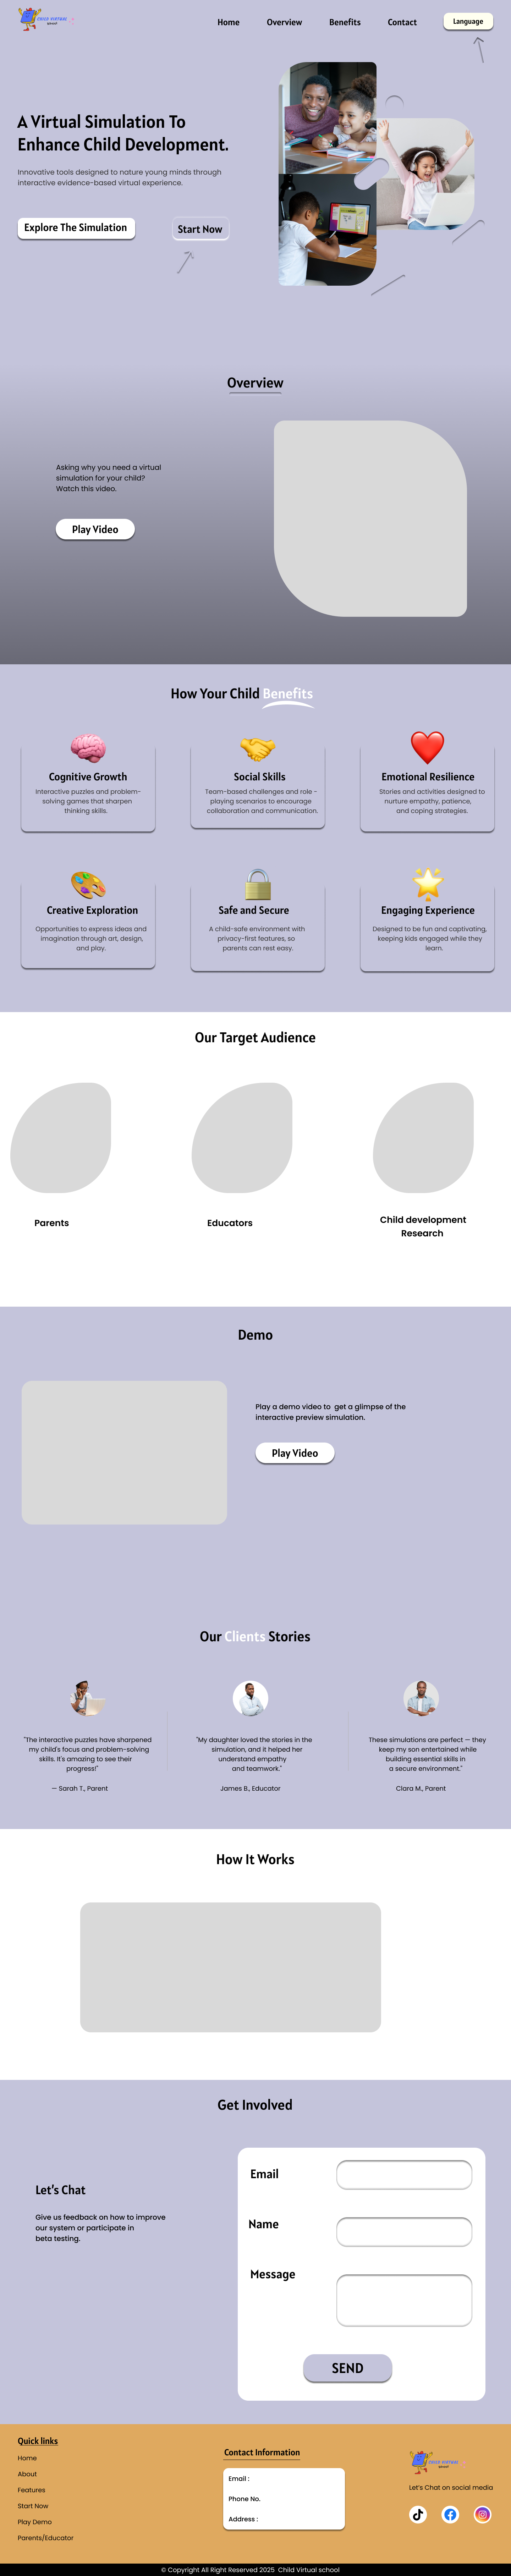 CHILD VIRTUAL
Home
Overview
Benefits
Contact
Language
A Virtual Simulation To
Enhance Child Development.
Innovative tools designed to nature young minds through
interactive evidence-based virtual experience.
Explore The Simulation
Start Now
Overview
Asking why you need a virtual
simulation for your child?
Watch this video.
Play Video
How Your Child Benefits
Cognitive Growth
Interactive puzzles and problem-
solving games that sharpen
thinking skills.
Social Skills
Team-based challenges and role -
playing scenarios to encourage
collaboration and communication.
Emotional Resilience
Stories and activities designed to
nurture empathy, patience,
and coping strategies.
Creative Exploration
Opportunities to express ideas and
imagination through art, design,
and play.
Safe and Secure
A child-safe environment with
privacy-first features, so
parents can rest easy.
Engaging Experience
Designed to be fun and captivating,
keeping kids engaged while they
learn.
Our Target Audience
Parents
Educators
Child development
Research
Demo
Play a demo video to get a glimpse of the
interactive preview simulation.
Play Video
Our Clients Stories
"The interactive puzzles have sharpened
my child's focus and problem-solving
skills. It's amazing to see their
progress!"
— Sarah T., Parent
"My daughter loved the stories in the
simulation, and it helped her
understand empathy
and teamwork."
James B., Educator
These simulations are perfect — they
keep my son entertained while
building essential skills in
a secure environment."
Clara M., Parent
How It Works
Get Involved
Let's Chat
Give us feedback on how to improve
our system or participate in
beta testing.
Email
Name
Message
SEND
Quick links
Home
About
Features
Start Now
Play Demo
Parents/Educator
Contact Information
Email :
Phone No.
Address :
CHILD VIRTUAL
Let's Chat on social media
© Copyright All Right Reserved 2025 Child Virtual school